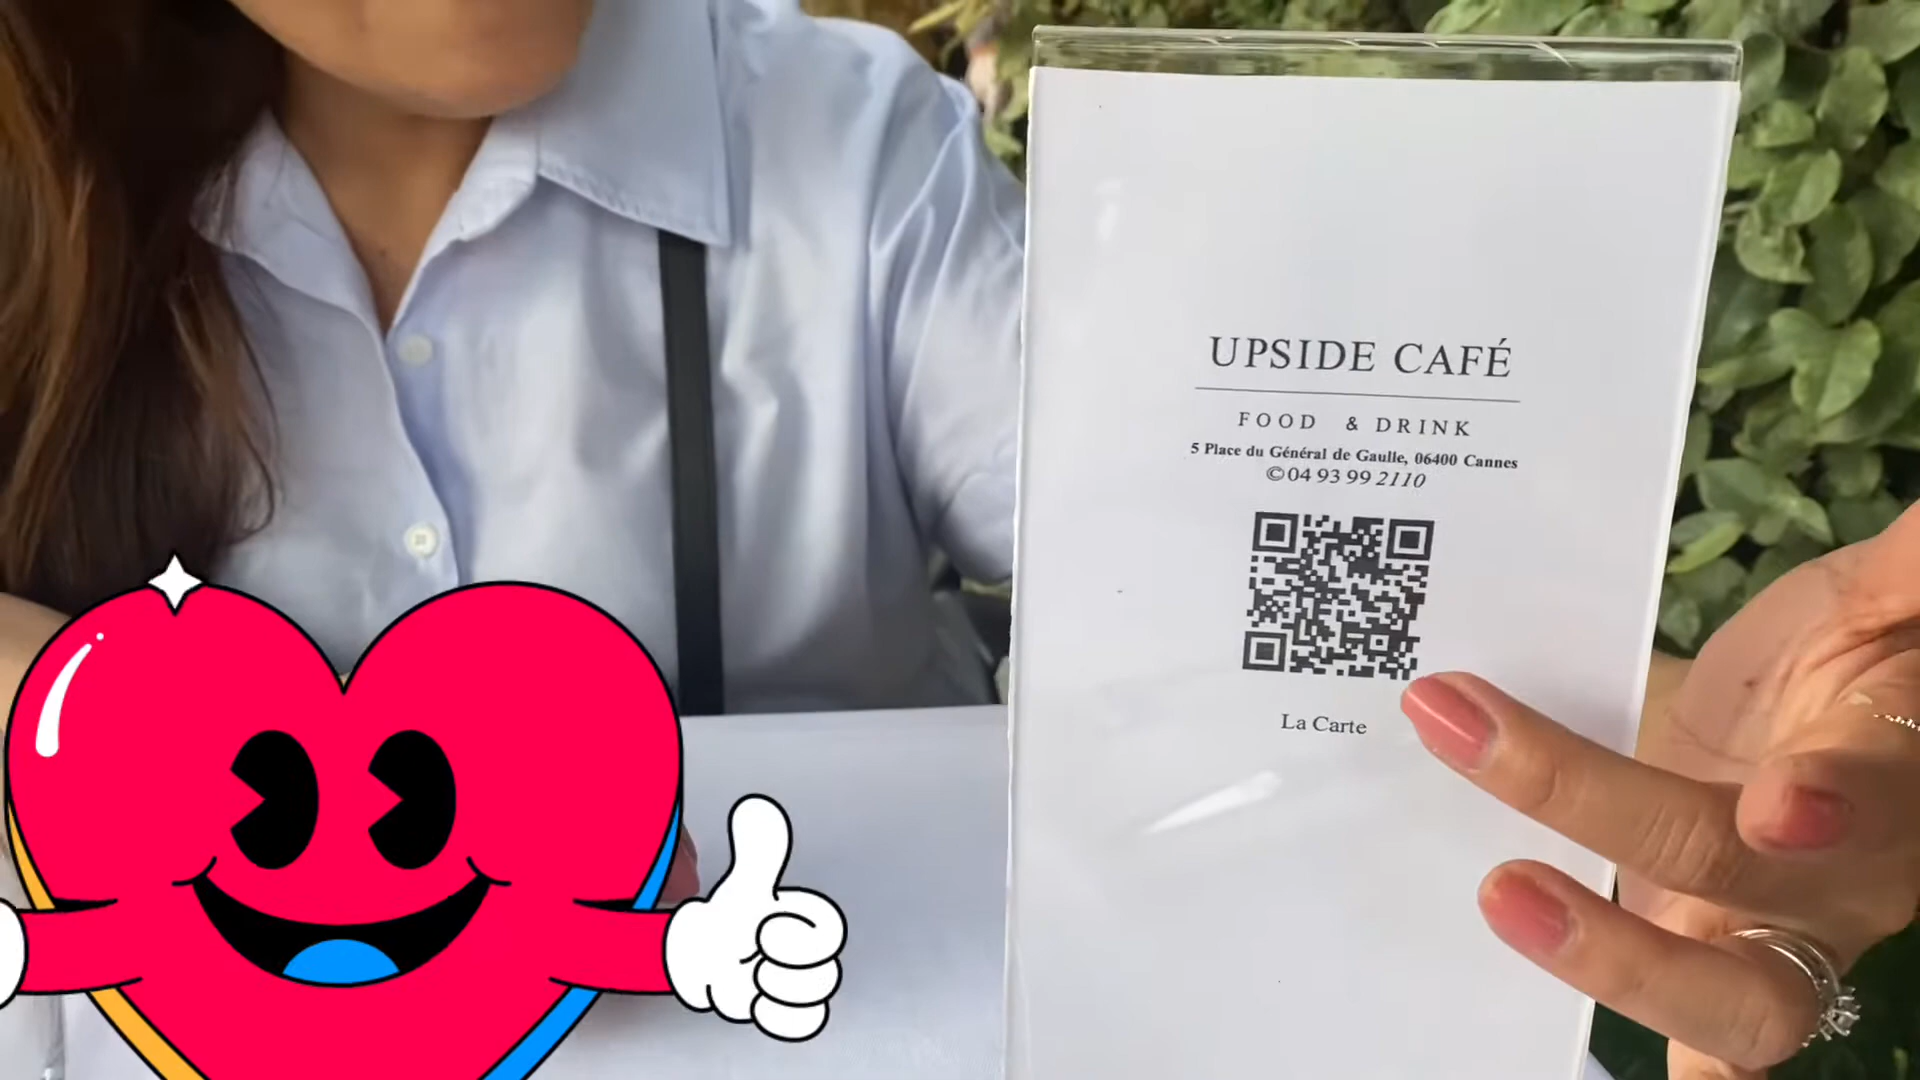 UPSIDE CAFÉ
FOOD & DRINK
5 Place du Général de Gaulle, 06400 Cannes
©04 93 99 2110
La Carte